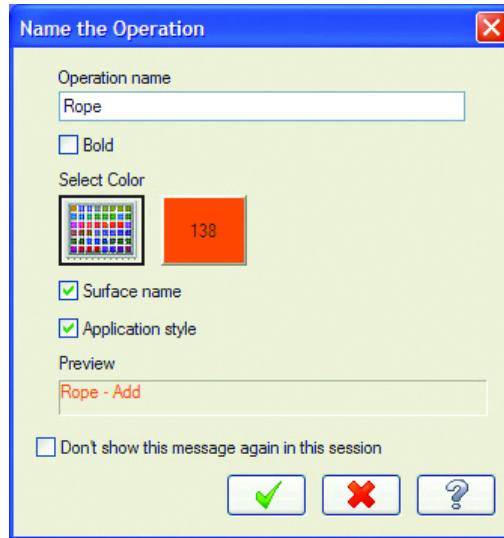 Name the Operation
Operation name
Rope
Bold
Select Color
138
Surface name
Application style
Preview
Rope - Add
Don't show this message again in this session